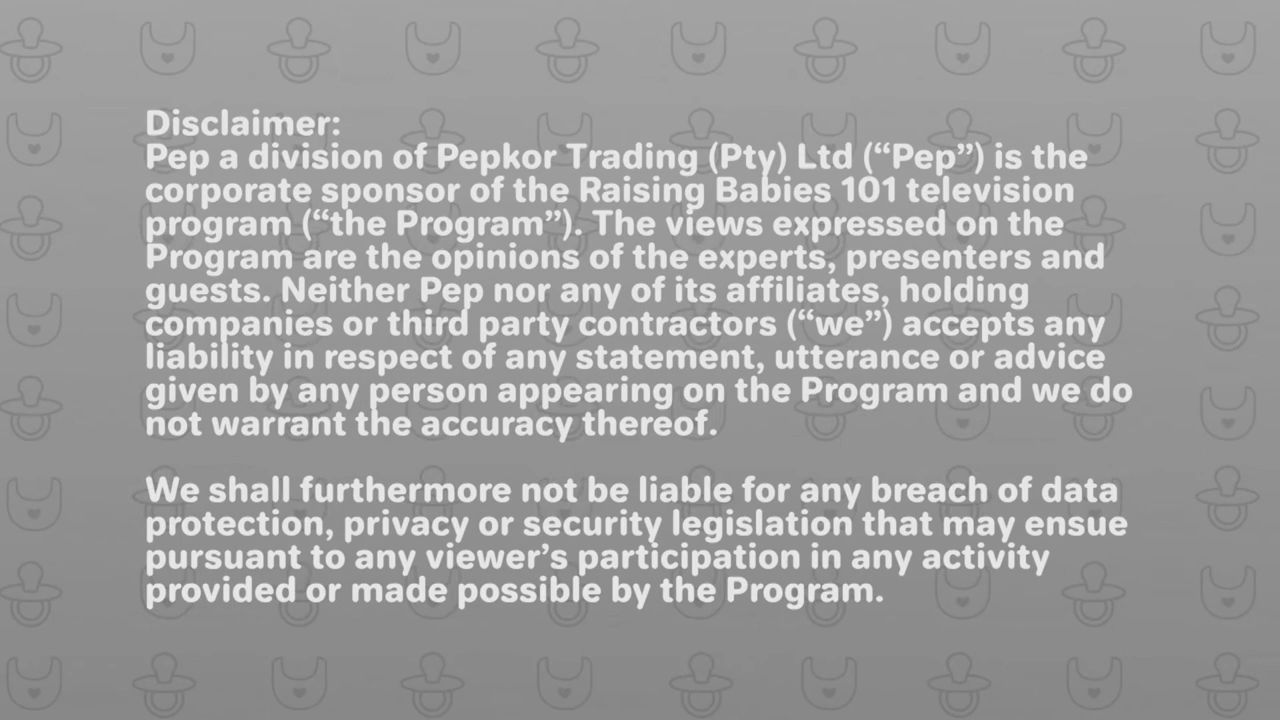 Disclaimer:
Pep a division of Pepkor Trading (Pty) Ltd (“Pep”) is the
corporate sponsor of the Raising Babies 101 television
program (“the Program”). The views expressed on the
Program are the opinions of the experts, presenters and
guests. Neither Pep nor any of its affiliates, holding
companies or third party contractors (“we”) accepts any
liability in respect of any statement, utterance or advice
given by any person appearing on the Program and we do
not warrant the accuracy thereof.
We shall furthermore not be liable for any breach of data
protection, privacy or security legislation that may ensue
pursuant to any viewer’s participation in any activity
provided or made possible by the Program.